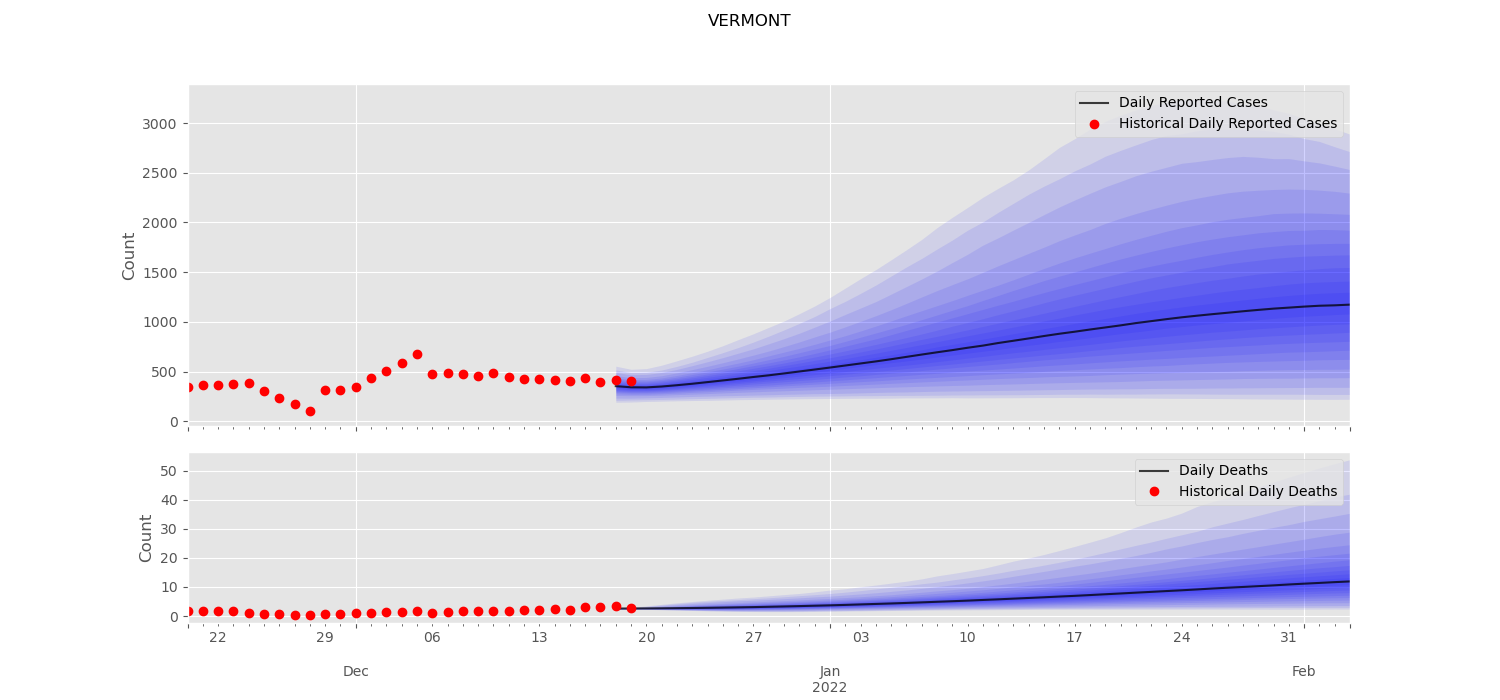 VERMONT
Daily Reported Cases
Historical Daily Reported Cases
Count
3000
2500
2000
1500
1000
500
0
Daily Deaths
Historical Daily Deaths
Count
50
40
30
20
10
0
22 29 06 13 20 27 03 10 17 24 31
Dec Jan Feb
2022